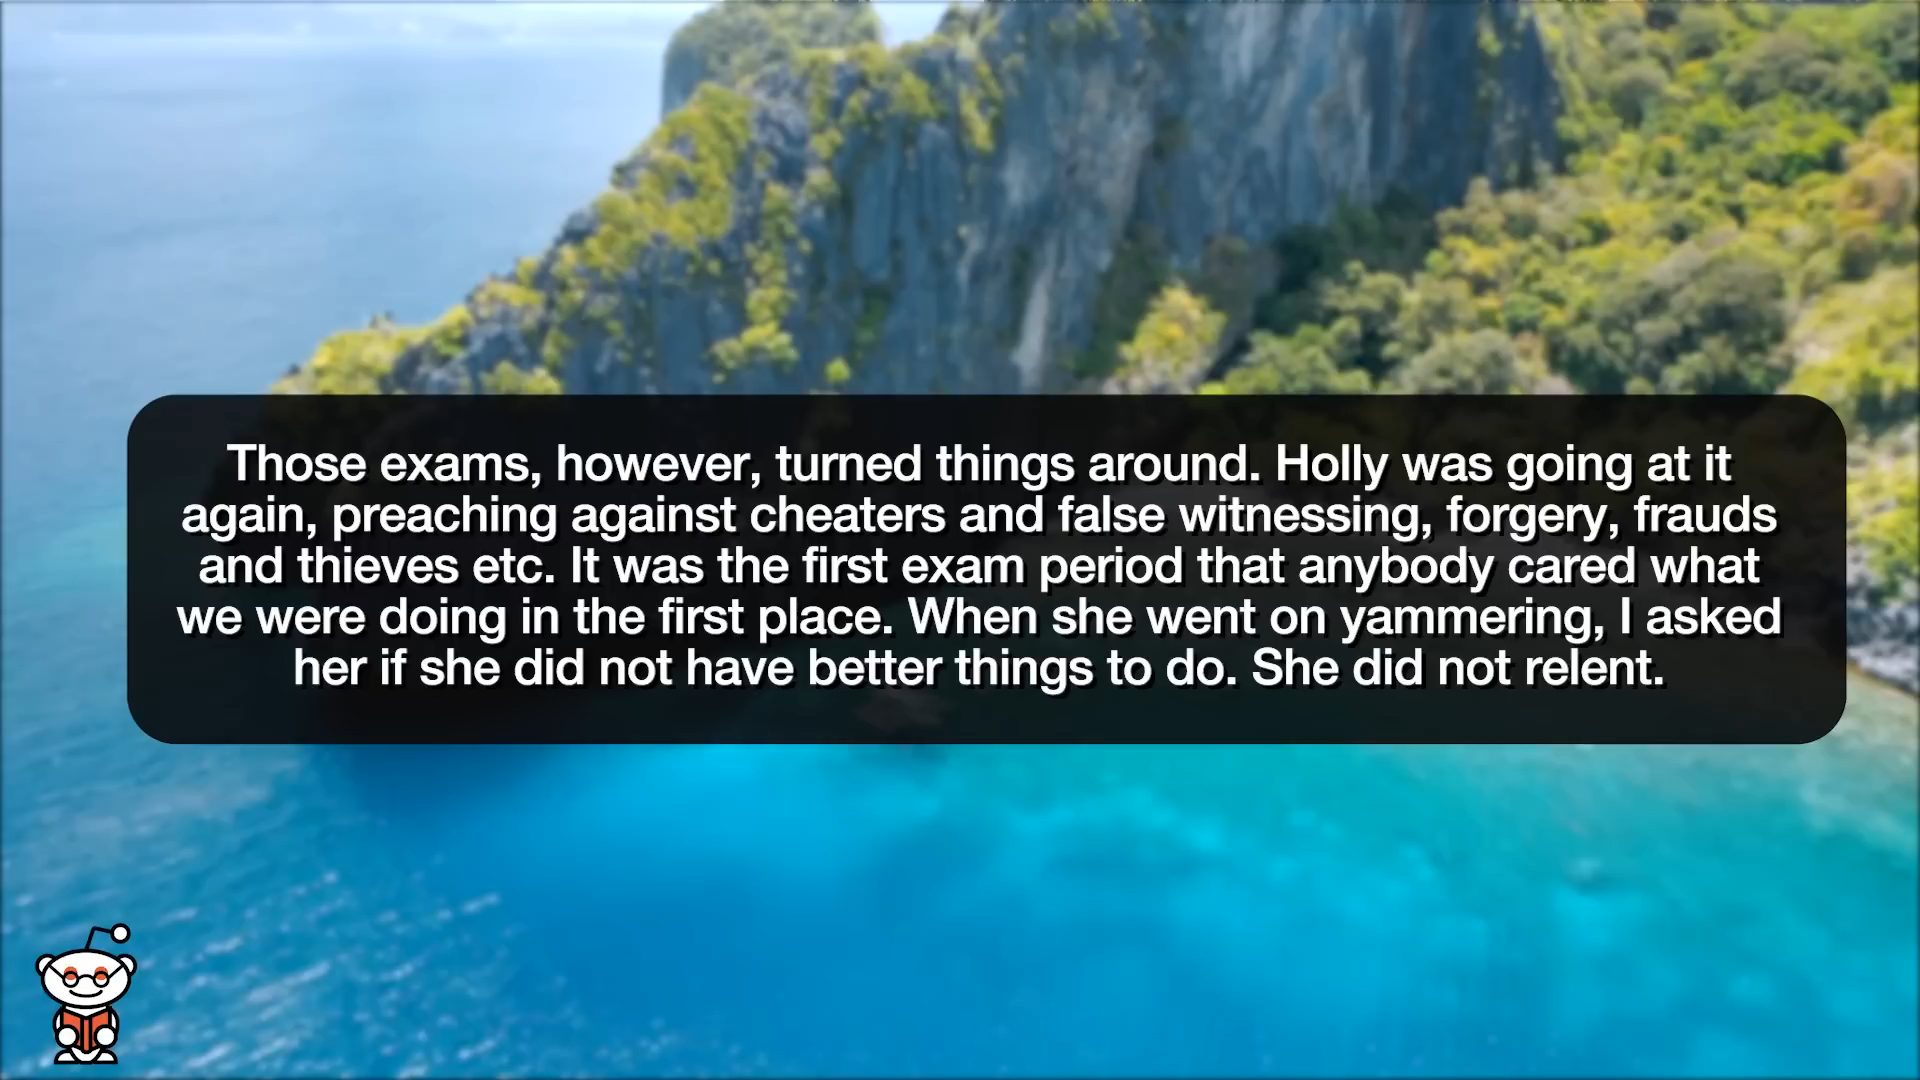 Those exams, however, turned things around. Holly was going at it
again, preaching against cheaters and false witnessing, forgery, frauds
and thieves etc. It was the first exam period that anybody cared what
we were doing in the first place. When she went on yammering, I asked
her if she did not have better things to do. She did not relent.